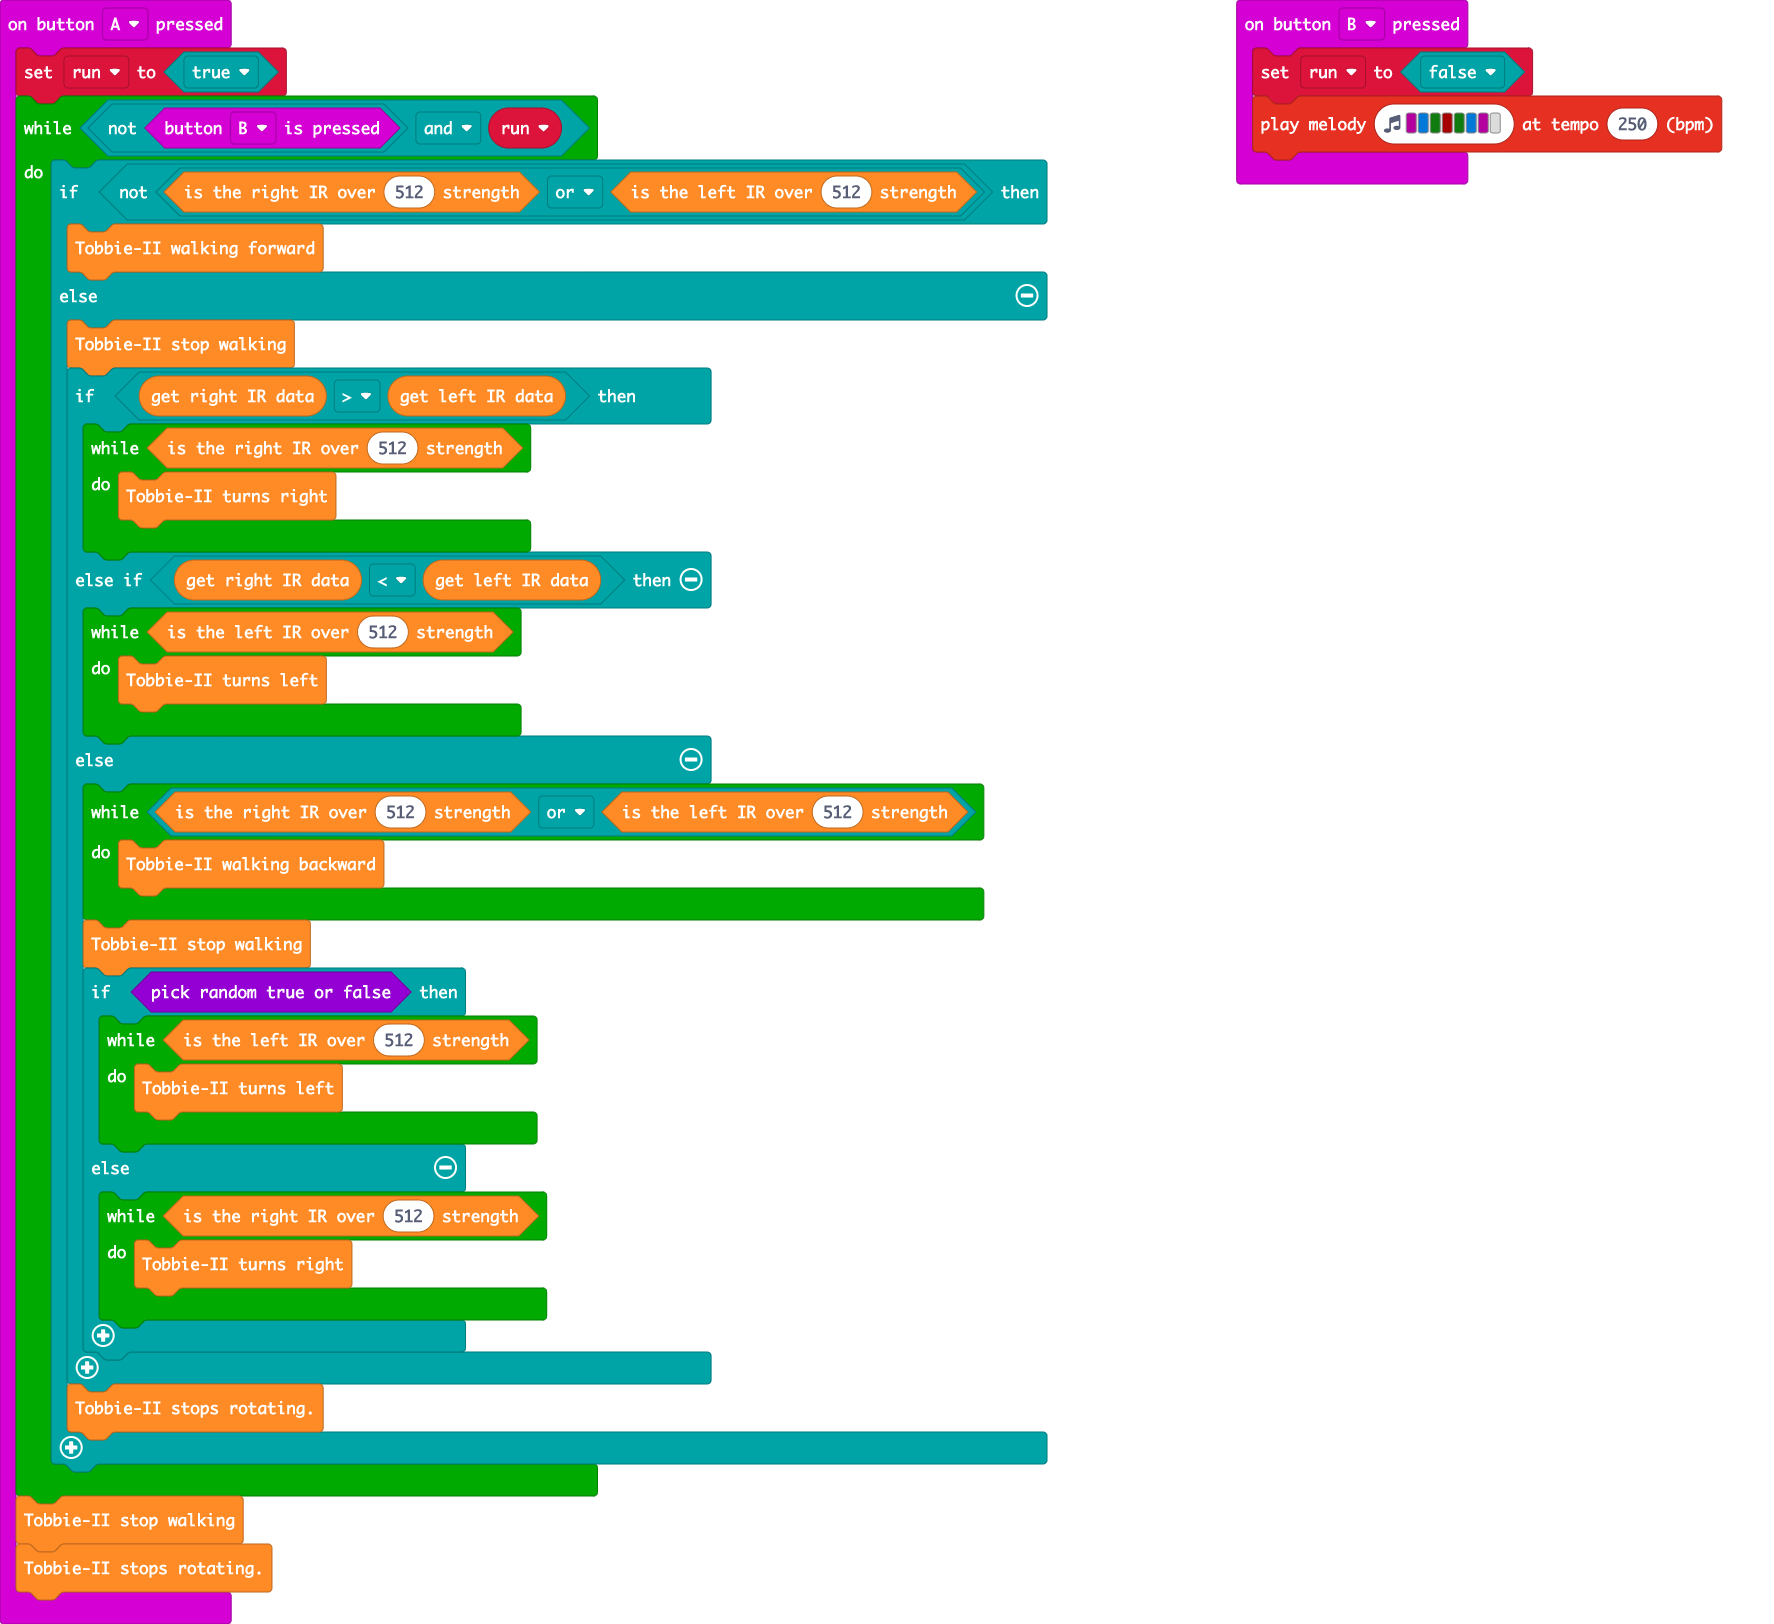 on button A pressed
set run to true
while not button B is pressed and run
do
if not is the right IR over 512 strength or is the left IR over 512 strength then
Tobbie-II walking forward
else
Tobbie-II stop walking
if get right IR data > get left IR data then
while is the right IR over 512 strength
do
Tobbie-II turns right
else if get right IR data < get left IR data then
while is the left IR over 512 strength
do
Tobbie-II turns left
else
while is the right IR over 512 strength or is the left IR over 512 strength
do
Tobbie-II walking backward
Tobbie-II stop walking
if pick random true or false then
while is the left IR over 512 strength
do
Tobbie-II turns left
else
while is the right IR over 512 strength
do
Tobbie-II turns right
Tobbie-II stops rotating.
Tobbie-II stop walking
Tobbie-II stops rotating.
on button B pressed
set run to false
play melody at tempo 250 (bpm)